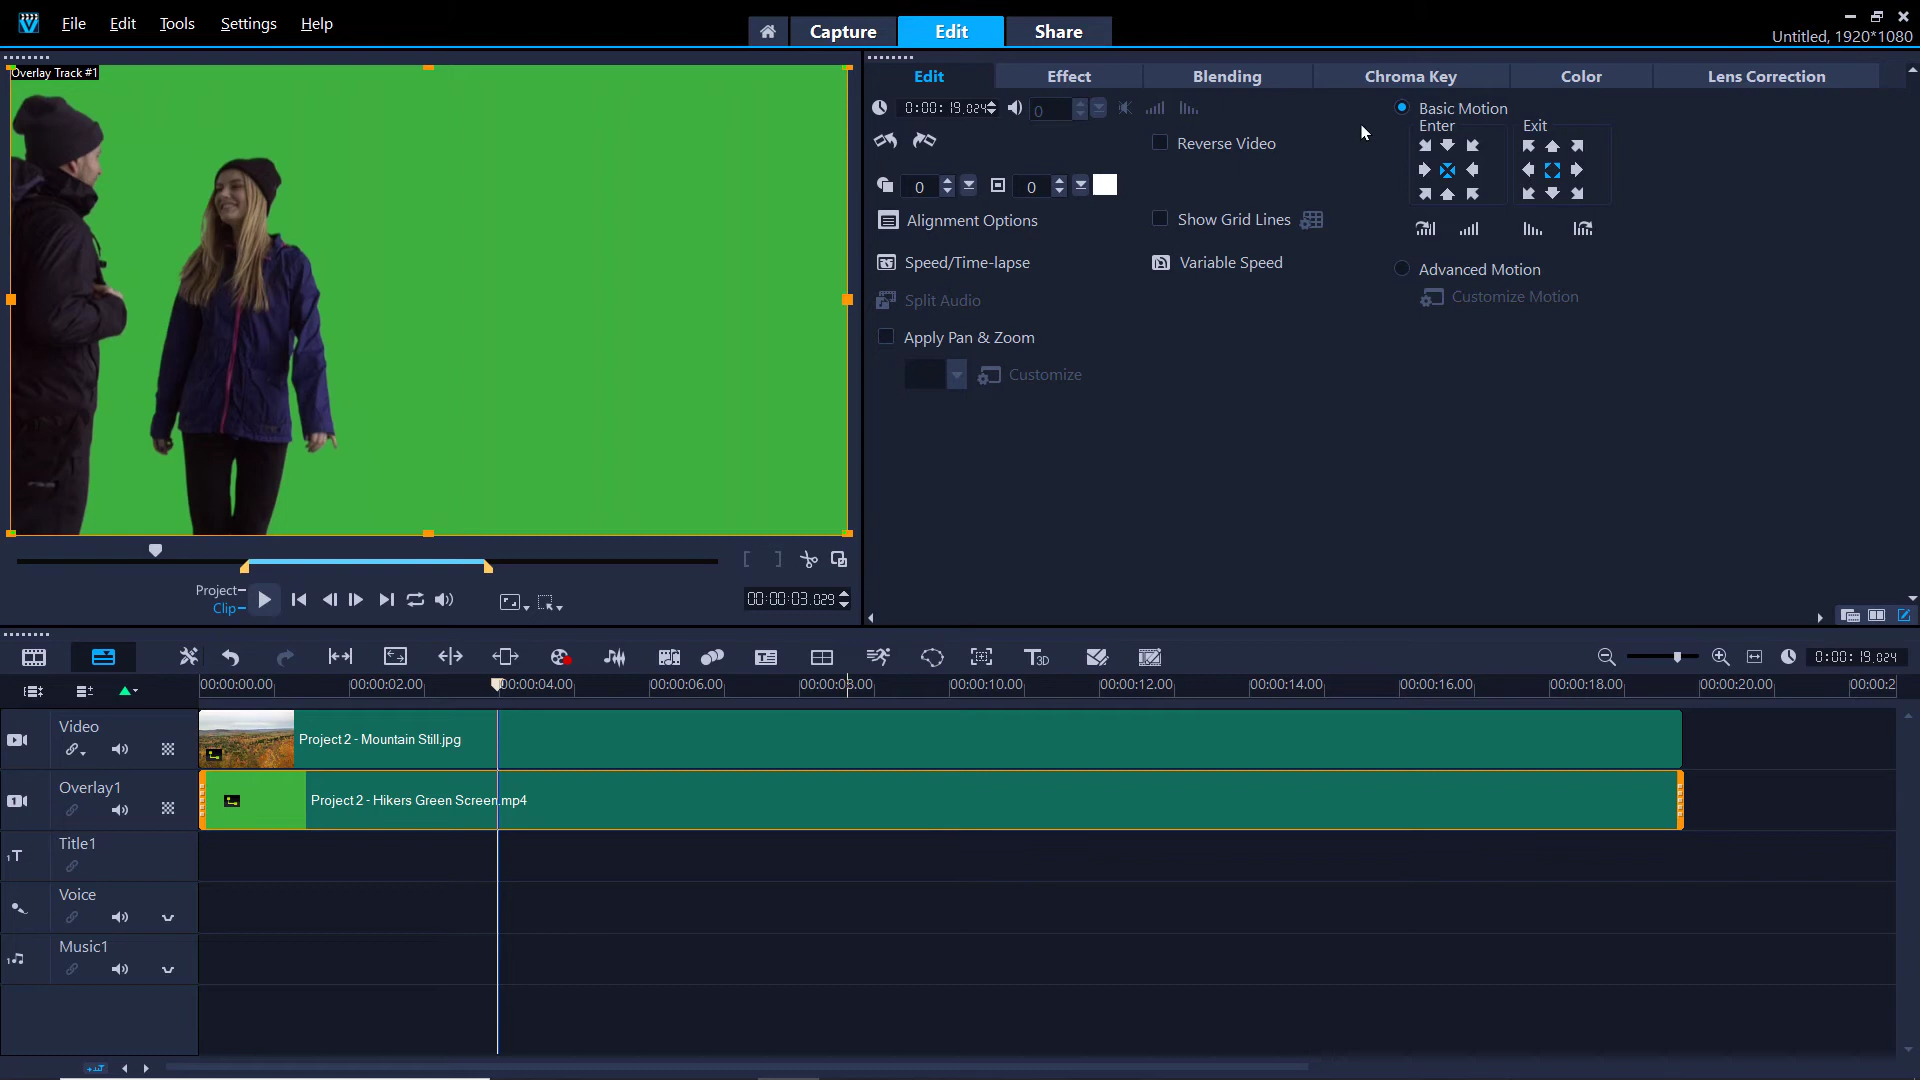 File Edit Tools Settings Help
Capture Edit Share
Untitled, 1920*1080
Overlay Track #1
Edit Effect Blending Chroma Key Color Lens Correction
0:00:19.024 0
Basic Motion
Enter Exit
Reverse Video
0 0
Alignment Options
Show Grid Lines
Speed/Time-lapse
Variable Speed
Advanced Motion
Split Audio
Customize Motion
Apply Pan & Zoom
Customize
Project
Clip
00:00:03.029
0:00:19.024
00:00:00.00 00:00:02.00 00:00:04.00 00:00:06.00 00:00:08.00 00:00:10.00 00:00:12.00 00:00:14.00 00:00:16.00 00:00:18.00 00:00:20.00 00:00:2
Video
Project 2 - Mountain Still.jpg
Overlay1
Project 2 - Hikers Green Screen.mp4
Title1
Voice
Music1